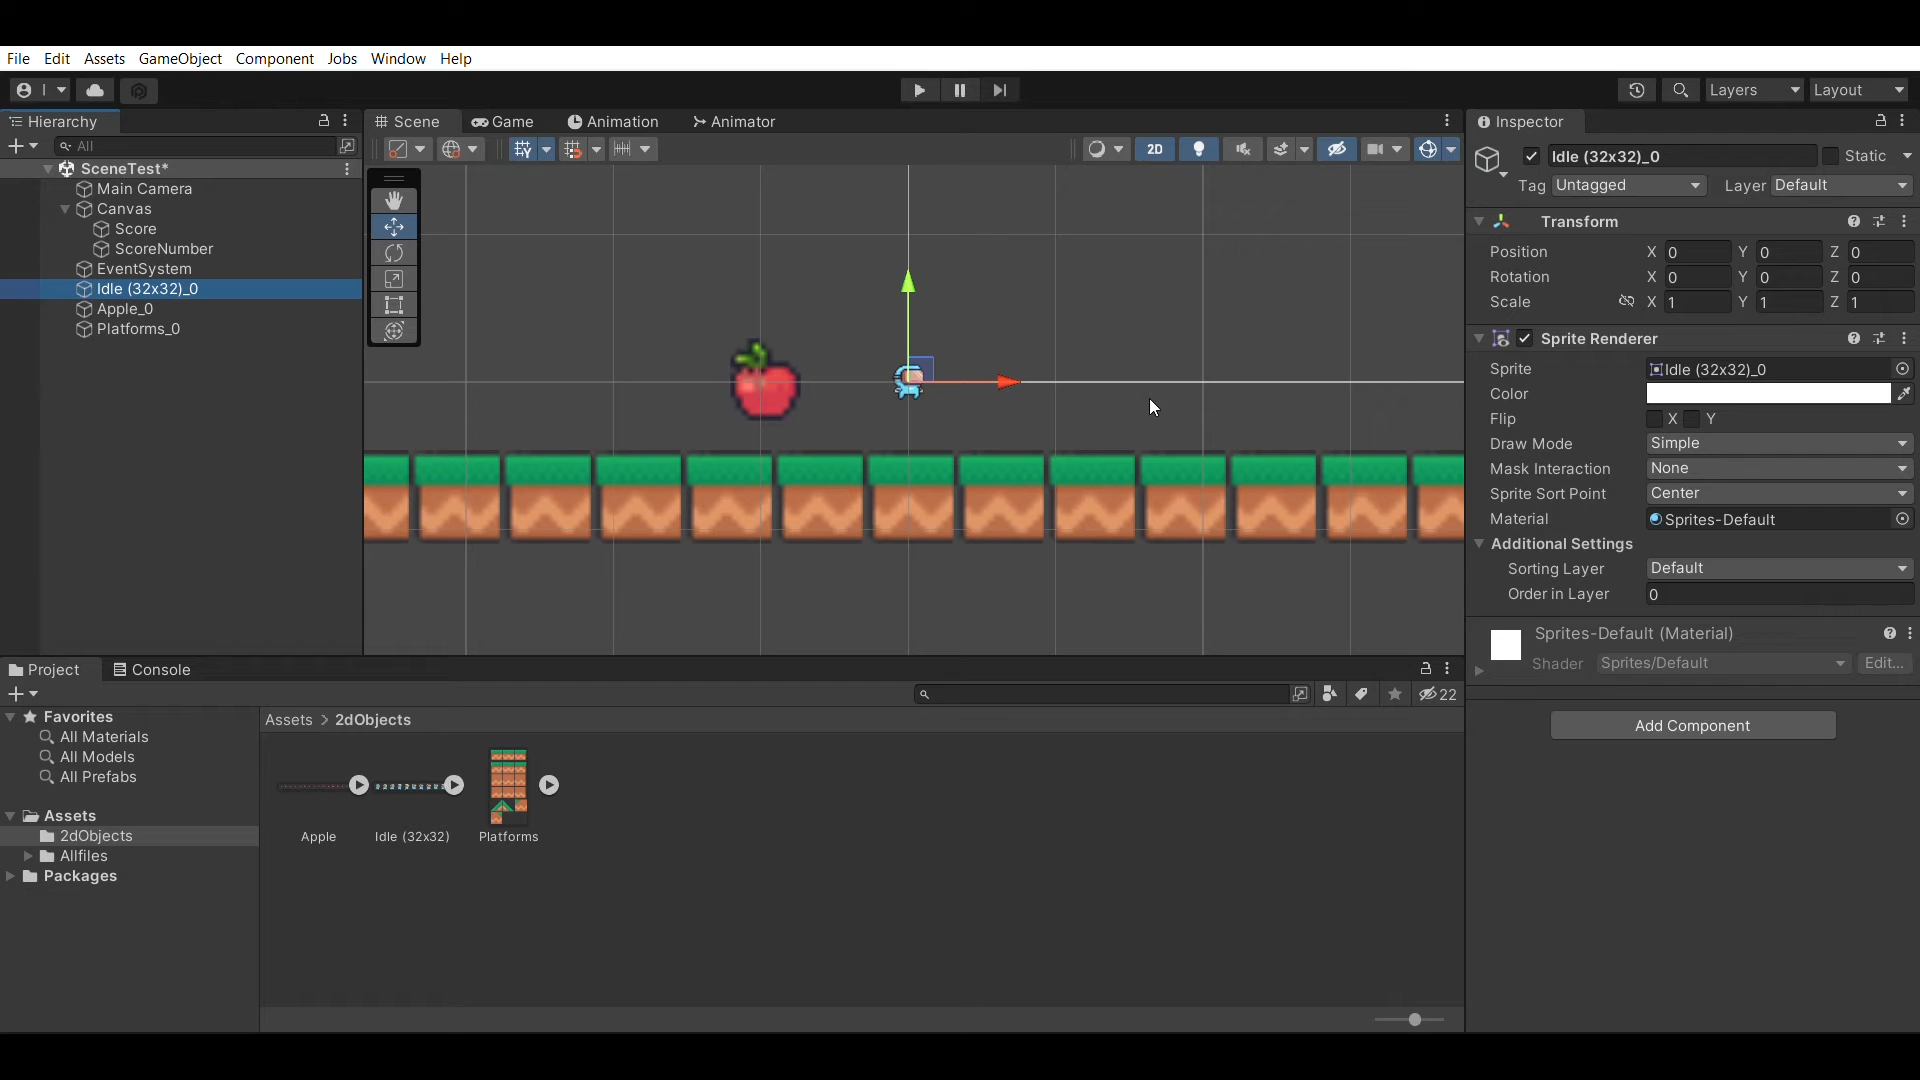 File Edit Assets GameObject Component Jobs Window Help
Layers Layout
Hierarchy
All
SceneTest*
Main Camera
Canvas
Score
ScoreNumber
EventSystem
Idle (32x32)_0
Apple_0
Platforms_0
Scene Game Animation Animator
2D
Inspector
Idle (32x32)_0 Static
Tag Untagged Layer Default
Transform
Position X 0 Y 0 Z 0
Rotation X 0 Y 0 Z 0
Scale X 1 Y 1 Z 1
Sprite Renderer
Sprite Idle (32x32)_0
Color
Flip X Y
Draw Mode Simple
Mask Interaction None
Sprite Sort Point Center
Material Sprites-Default
Additional Settings
Sorting Layer Default
Order in Layer 0
Sprites-Default (Material)
Shader Sprites/Default Edit...
Add Component
Project Console
22
Favorites
All Materials
All Models
All Prefabs
Assets
2dObjects
Allfiles
Packages
Assets > 2dObjects
Apple Idle (32x32) Platforms